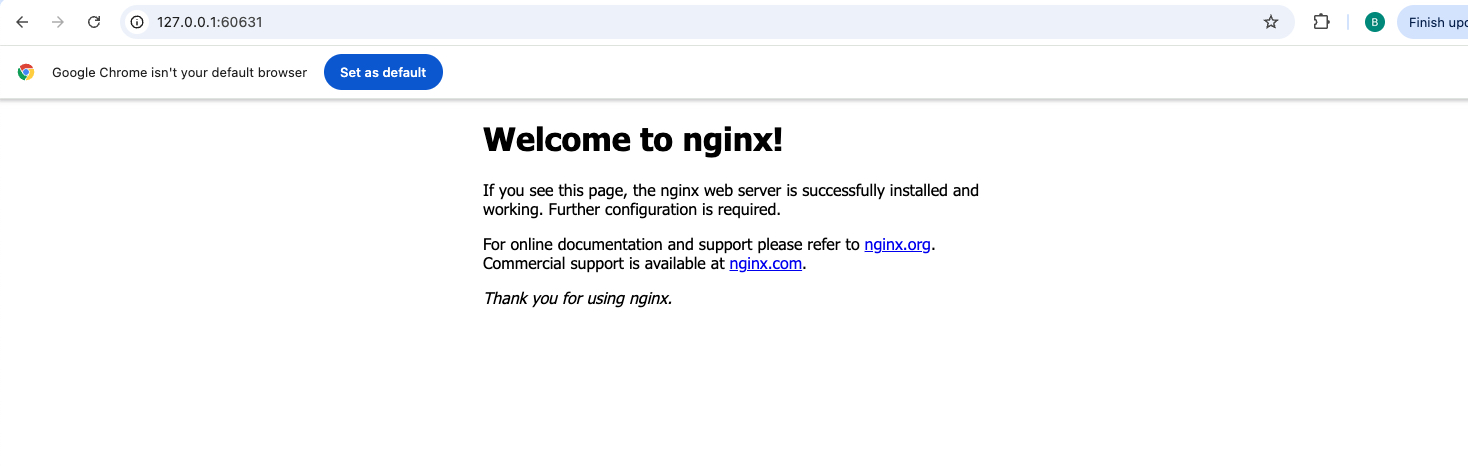 127.0.0.1:60631
B
Finish upd
Google Chrome isn't your default browser
Set as default
Welcome to nginx!
If you see this page, the nginx web server is successfully installed and
working. Further configuration is required.
For online documentation and support please refer to nginx.org.
Commercial support is available at nginx.com.
Thank you for using nginx.